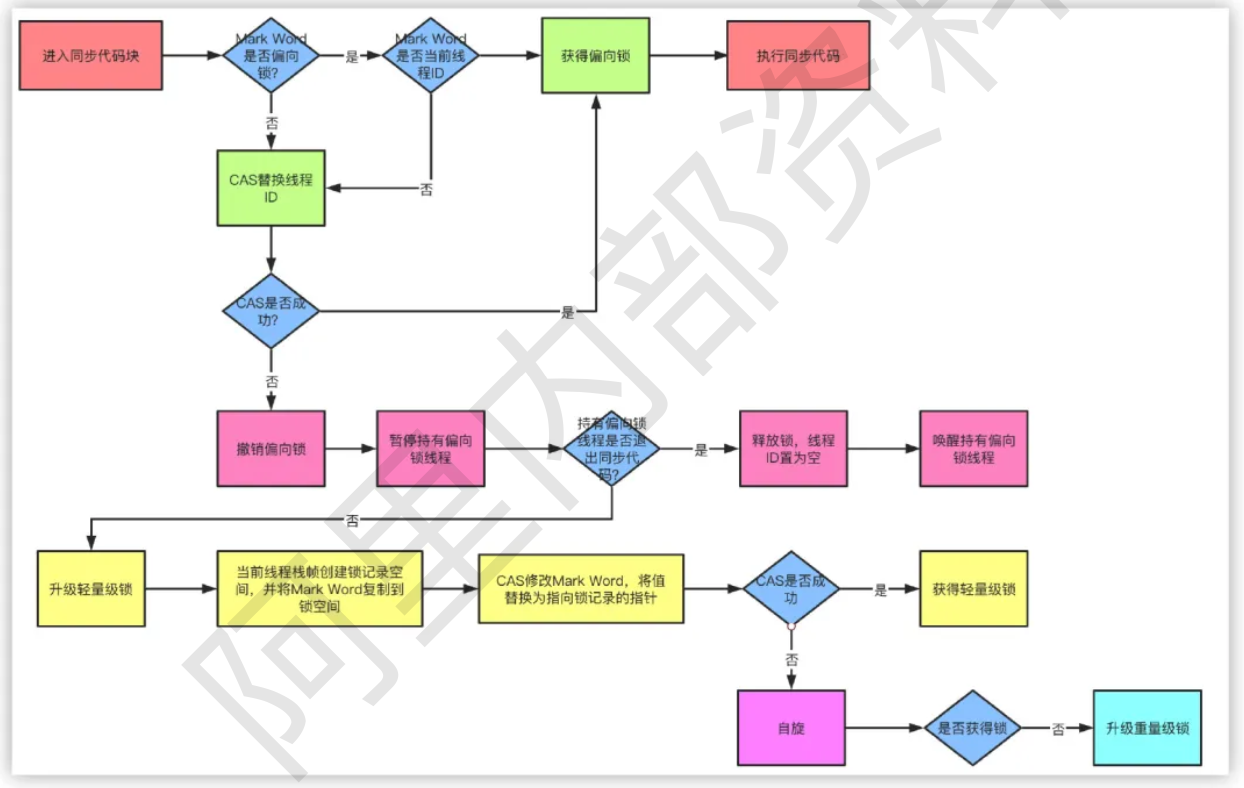 进入同步代码块
Mark Word
是否偏向
锁?
是
Mark Word
是否当前线
程ID
获得偏向锁
执行同步代码
否
CAS替换线程
ID
否
CAS是否成
功?
是
否
撤销偏向锁
暂停持有偏向
锁线程
持有偏向锁
线程是否退
出同步代
码?
是
释放锁，线程
ID置为空
唤醒持有偏向
锁线程
否
升级轻量级锁
当前线程栈帧创建锁记录空
间，并将Mark Word复制到
锁空间
CAS修改Mark Word，将值
替换为指向锁记录的指针
CAS是否成
功
是
获得轻量级锁
否
自旋
是否获得锁
否
升级重量级锁
阿里内部资料